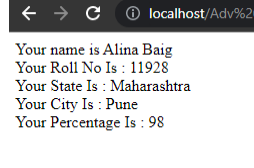 localhost/Adv%2
Your name is Alina Baig
Your Roll No Is : 11928
Your State Is : Maharashtra
Your City Is : Pune
Your Percentage Is : 98